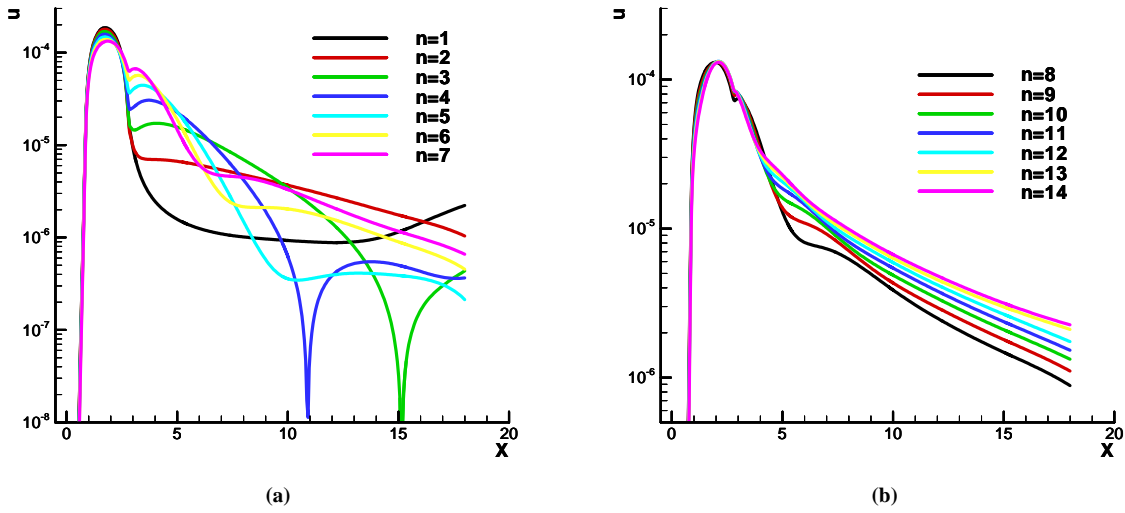 u
10^-4
10^-5
10^-6
10^-7
10^-8
n=1
n=2
n=3
n=4
n=5
n=6
n=7
0 5 10 15 20
X
(a)
u
10^-4
10^-5
10^-6
n=8
n=9
n=10
n=11
n=12
n=13
n=14
0 5 10 15 20
X
(b)